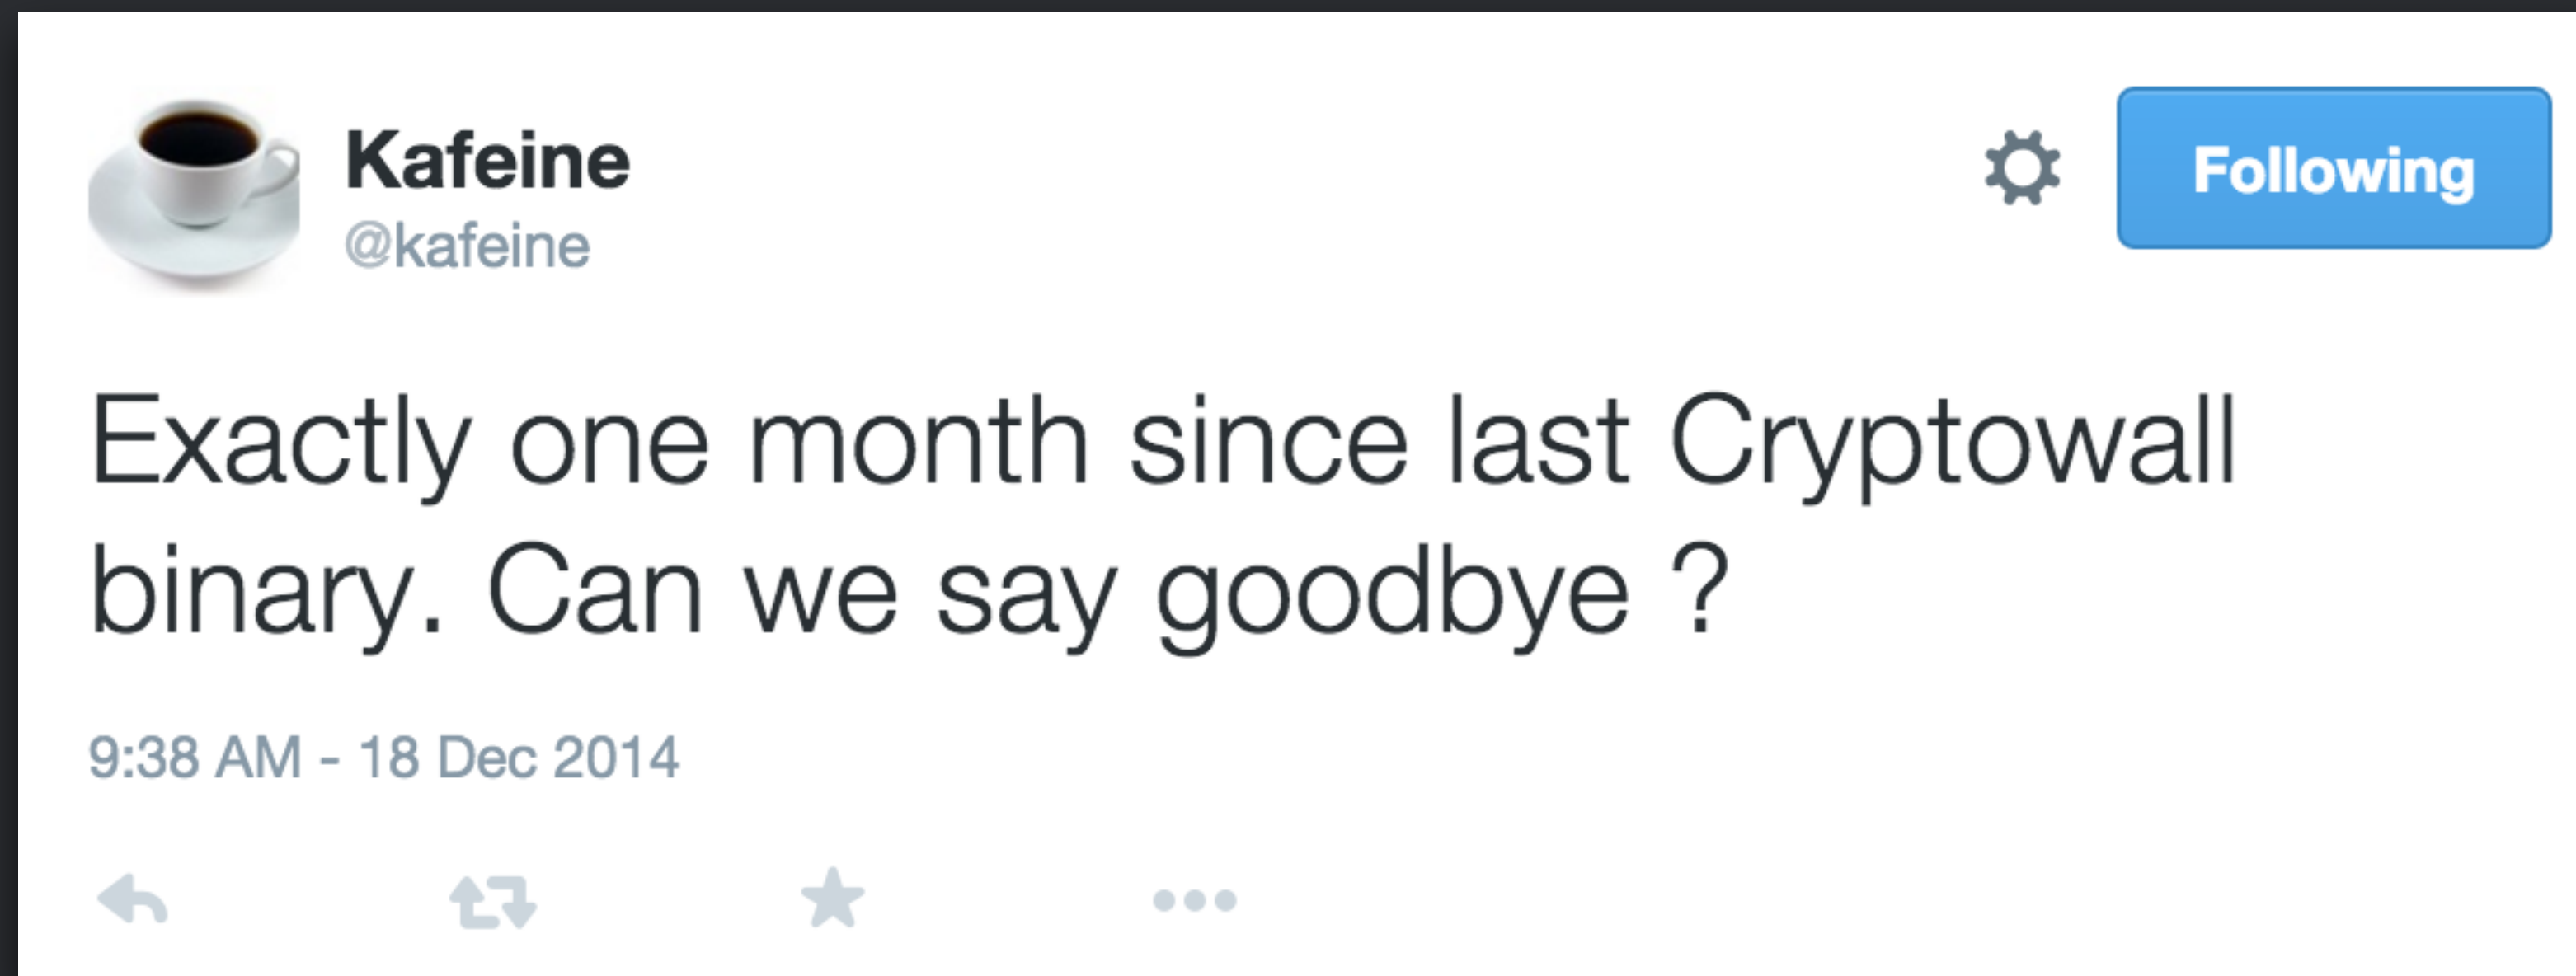 Kafeine
@kafeine
Following
Exactly one month since last Cryptowall
binary. Can we say goodbye ?
9:38 AM - 18 Dec 2014